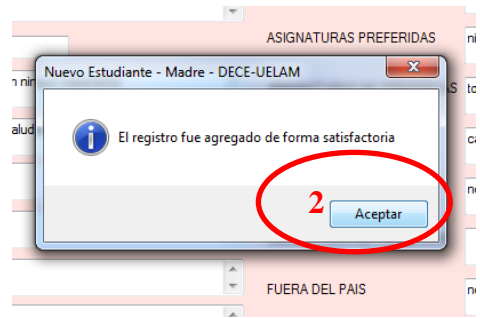 ASIGNATURAS PREFERIDAS
Nuevo Estudiante - Madre - DECE-UELAM
El registro fue agregado de forma satisfactoria
2
Aceptar
FUERA DEL PAIS